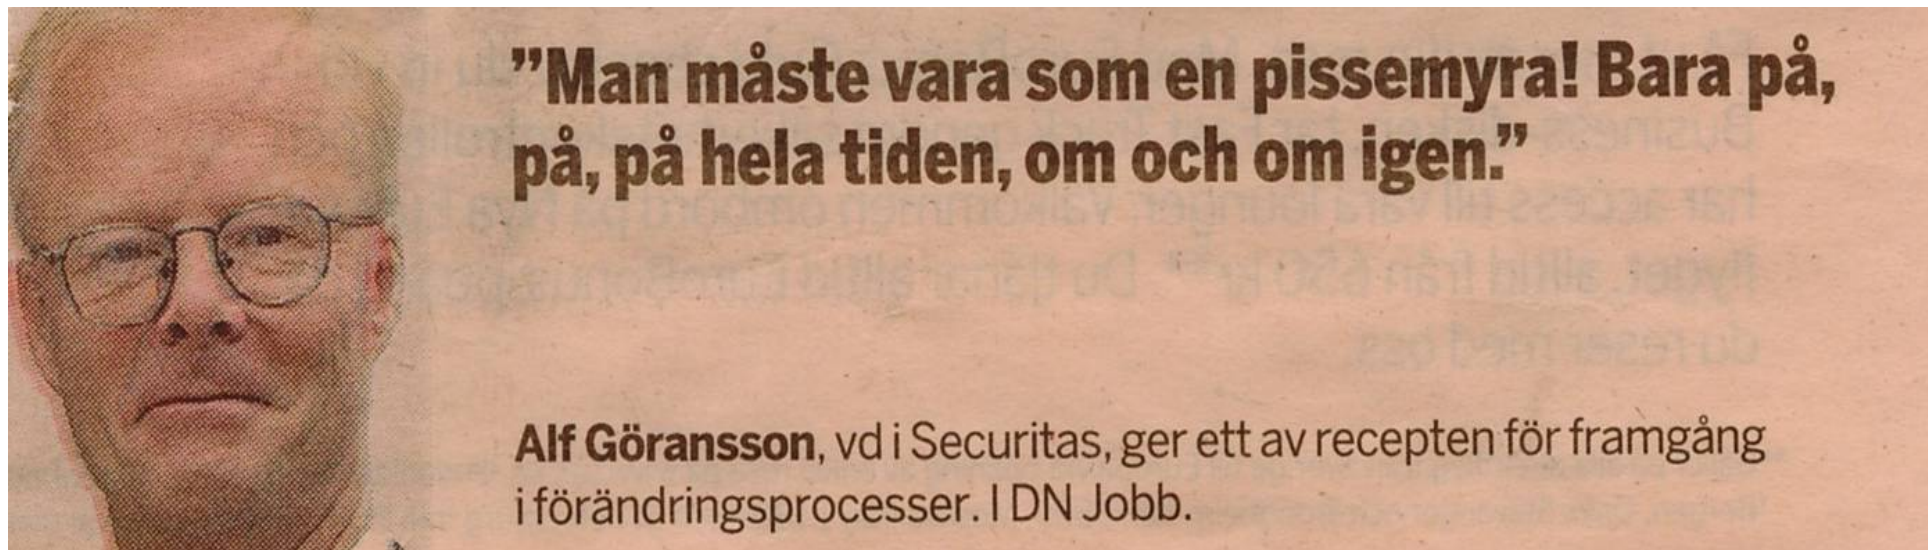 ”Man måste vara som en pissemyra! Bara på,
på, på hela tiden, om och om igen.”
Alf Göransson, vd i Securitas, ger ett av recepten för framgång
i förändringsprocesser. I DN Jobb.